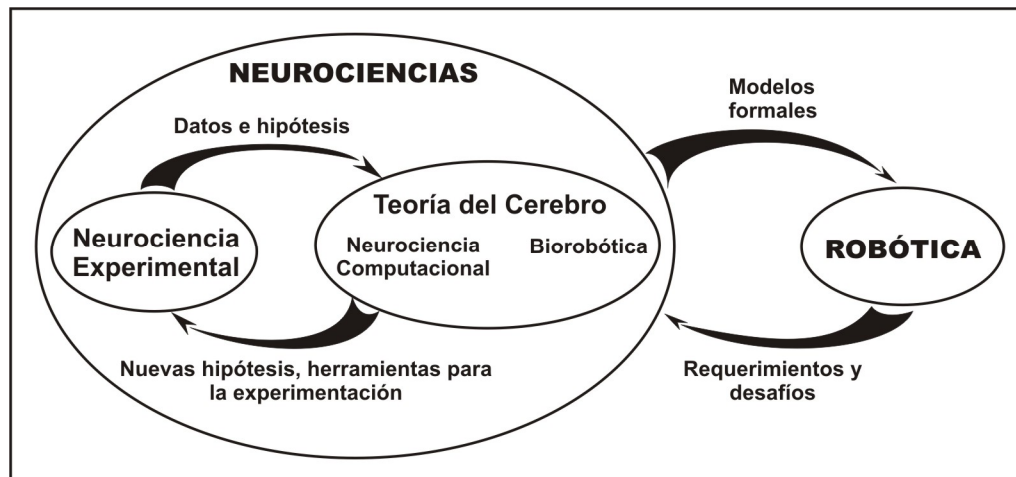 NEUROCIENCIAS
Datos e hipótesis
Neurociencia
Experimental
Teoría del Cerebro
Neurociencia
Computacional
Biorobótica
Nuevas hipótesis, herramientas para
la experimentación
Modelos
formales
ROBÓTICA
Requerimientos y
desafíos